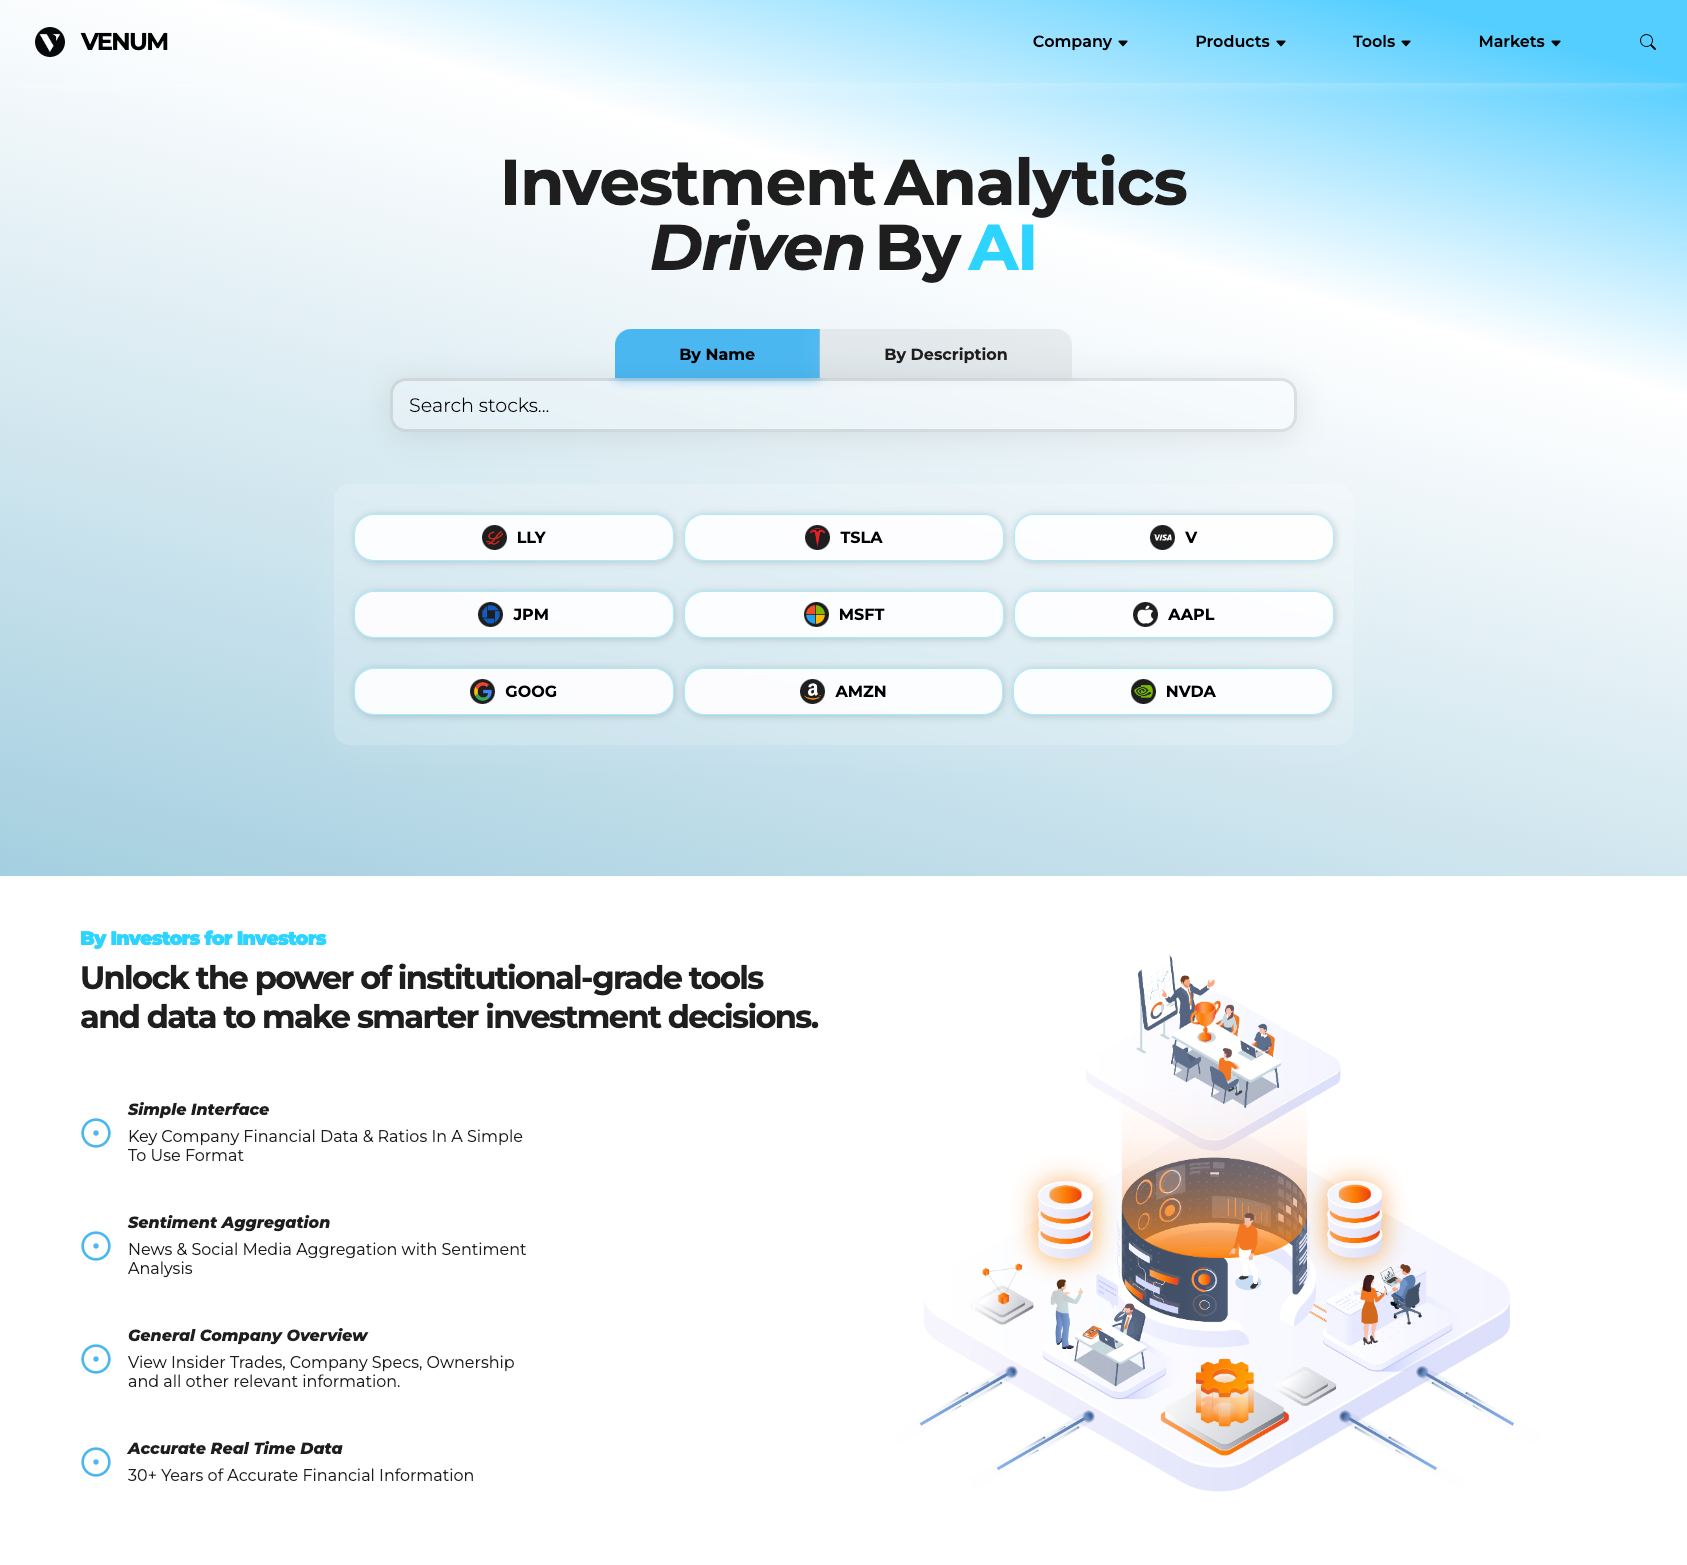 VENUM
Company
Products
Tools
Markets
Investment Analytics
Driven By AI
By Name
By Description
Search stocks...
LLY
TSLA
VISA V
JPM
MSFT
AAPL
GOOG
AMZN
NVDA
By Investors for Investors
Unlock the power of institutional-grade tools
and data to make smarter investment decisions.
Simple Interface
Key Company Financial Data & Ratios In A Simple
To Use Format
Sentiment Aggregation
News & Social Media Aggregation with Sentiment
Analysis
General Company Overview
View Insider Trades, Company Specs, Ownership
and all other relevant information.
Accurate Real Time Data
30+ Years of Accurate Financial Information